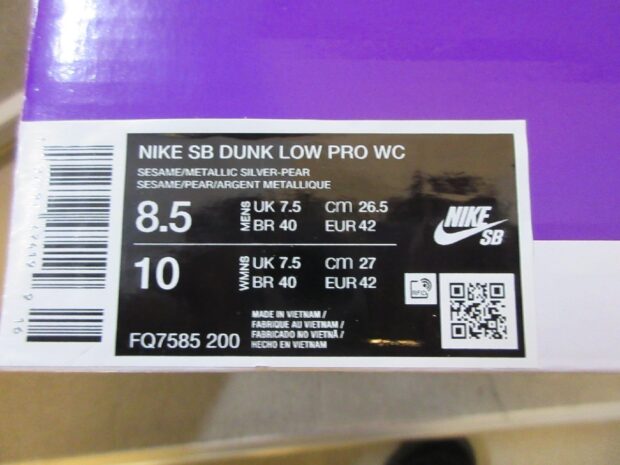 NIKE SB DUNK LOW PRO WC
SESAME/METALLIC SILVER-PEAR
SESAME/PEAR/ARGENT METALLIQUE
8.5 MENS UK 7.5 cm 26.5
BR 40 EUR 42
NIKE
SB
10 WMNS UK 7.5 cm 27
BR 40 EUR 42
RFID
FQ7585 200
MADE IN VIETNAM /
FABRIQUE AU VIETNAM /
FABRICADO NO VIETNÃ /
HECHO EN VIETNAM